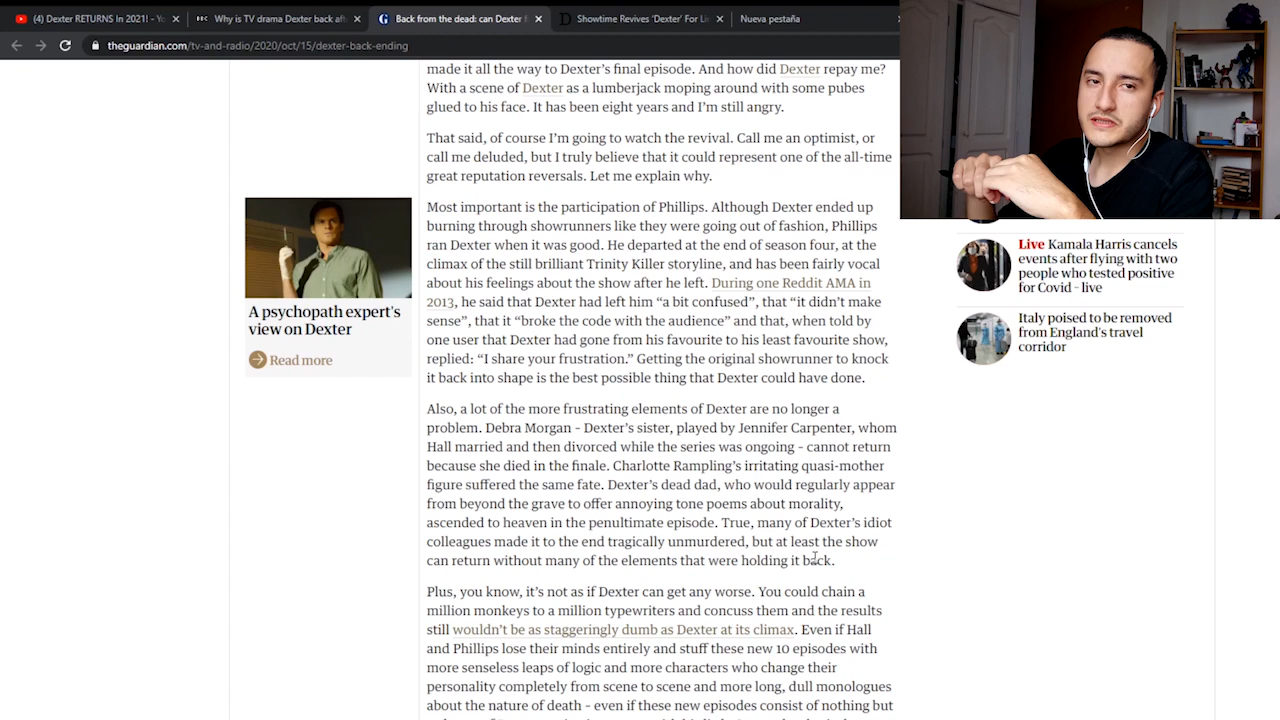 (4) Dexter RETURNS In 2021! - Yo
BBC Why is TV drama Dexter back aft
Back from the dead: can Dexter f
Showtime Revives 'Dexter' For Li
Nueva pestaña
theguardian.com/tv-and-radio/2020/oct/15/dexter-back-ending
made it all the way to Dexter's final episode. And how did Dexter repay me?
With a scene of Dexter as a lumberjack moping around with some pubes
glued to his face. It has been eight years and I'm still angry.
That said, of course I'm going to watch the revival. Call me an optimist, or
call me deluded, but I truly believe that it could represent one of the all-time
great reputation reversals. Let me explain why.
Most important is the participation of Phillips. Although Dexter ended up
burning through showrunners like they were going out of fashion, Phillips
ran Dexter when it was good. He departed at the end of season four, at the
climax of the still brilliant Trinity Killer storyline, and has been fairly vocal
about his feelings about the show after he left. During one Reddit AMA in
2013, he said that Dexter had left him “a bit confused”, that “it didn't make
sense”, that it “broke the code with the audience” and that, when told by
one user that Dexter had gone from his favourite to his least favourite show,
replied: “I share your frustration.” Getting the original showrunner to knock
it back into shape is the best possible thing that Dexter could have done.
Also, a lot of the more frustrating elements of Dexter are no longer a
problem. Debra Morgan – Dexter's sister, played by Jennifer Carpenter, whom
Hall married and then divorced while the series was ongoing – cannot return
because she died in the finale. Charlotte Rampling's irritating quasi-mother
figure suffered the same fate. Dexter's dead dad, who would regularly appear
from beyond the grave to offer annoying tone poems about morality,
ascended to heaven in the penultimate episode. True, many of Dexter's idiot
colleagues made it to the end tragically unmurdered, but at least the show
can return without many of the elements that were holding it back.
Plus, you know, it's not as if Dexter can get any worse. You could chain a
million monkeys to a million typewriters and concuss them and the results
still wouldn't be as staggeringly dumb as Dexter at its climax. Even if Hall
and Phillips lose their minds entirely and stuff these new 10 episodes with
more senseless leaps of logic and more characters who change their
personality completely from scene to scene and more long, dull monologues
about the nature of death – even if these new episodes consist of nothing but
A psychopath expert's
view on Dexter
Read more
Live Kamala Harris cancels
events after flying with two
people who tested positive
for Covid – live
Italy poised to be removed
from England's travel
corridor